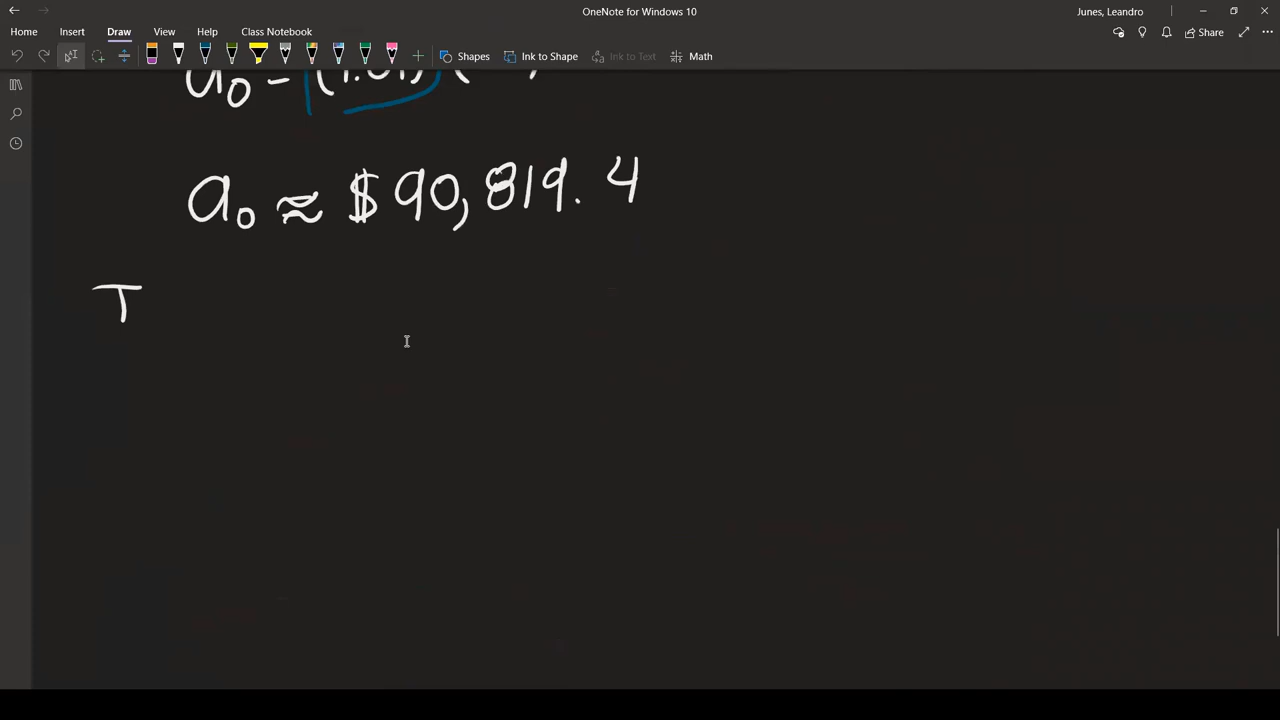 OneNote for Windows 10
Junes, Leandro
Home Insert Draw View Help Class Notebook
Share
Shapes Ink to Shape Ink to Text Math
a₀ ≈ $90,819.4
T